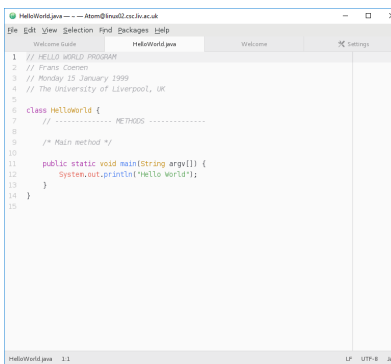 HelloWorld.java — ~ — Atom@linux02.csc.liv.ac.uk
File Edit View Selection Find Packages Help
Welcome Guide HelloWorld.java Welcome Settings
1 // HELLO WORLD PROGRAM
2 // Frans Coenen
3 // Monday 15 January 1999
4 // The University of Liverpool, UK
5
6 class HelloWorld {
7 // ------------- METHODS -------------
8
9 /* Main method */
10
11 public static void main(String argv[]) {
12 System.out.println("Hello World");
13 }
14 }
15
HelloWorld.java 1:1 LF UTF-8